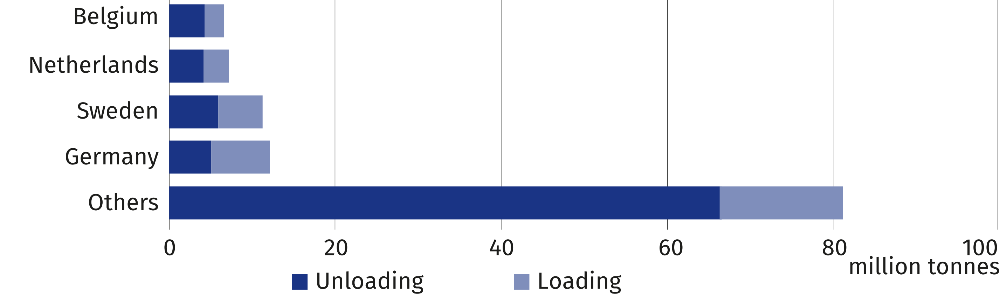 Belgium
Netherlands
Sweden
Germany
Others
0 20 40 60 80 100
million tonnes
Unloading Loading